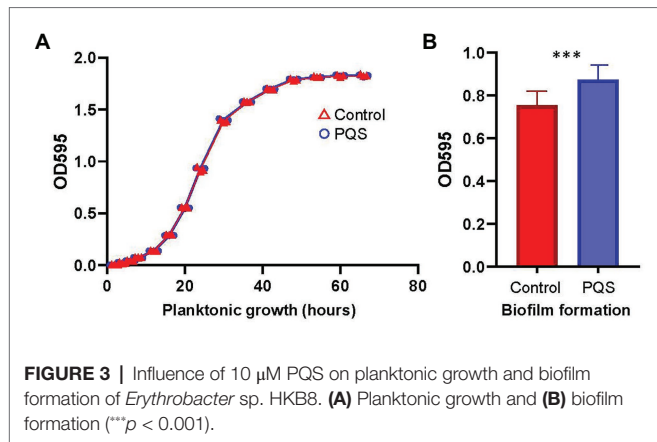 A
2.0
1.5
1.0
0.5
0.0
OD595
0 20 40 60 80
Planktonic growth (hours)
Control
PQS
B
1.0
0.8
0.6
0.4
0.2
0.0
OD595
***
Control PQS
Biofilm formation
FIGURE 3 | Influence of 10 μM PQS on planktonic growth and biofilm
formation of Erythrobacter sp. HKB8. (A) Planktonic growth and (B) biofilm
formation (***p < 0.001).